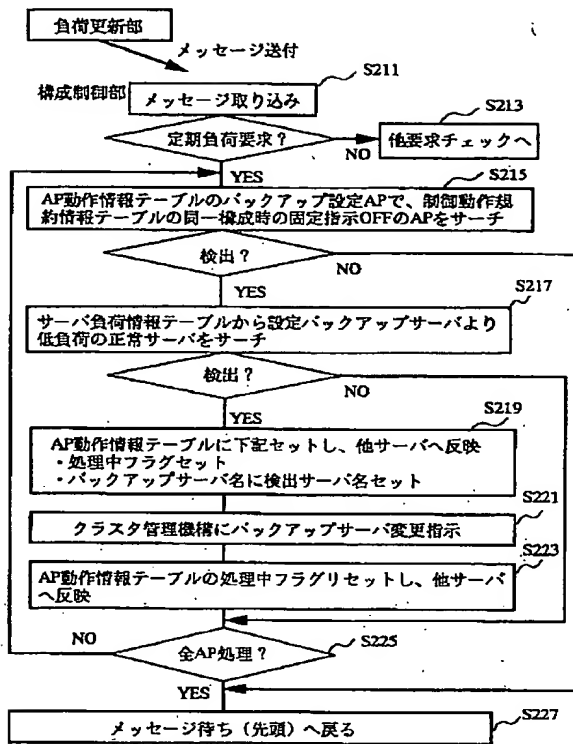 負荷更新部
メッセージ送付
構成制御部
S211
メッセージ取り込み
S213
定期負荷要求?
NO
他要求チェックへ
YES
S215
AP動作情報テーブルのバックアップ設定APで、制御動作規
約情報テーブルの同一構成時の固定指示OFFのAPをサーチ
検出?
NO
YES
S217
サーバ負荷情報テーブルから設定バックアップサーバより
低負荷の正常サーバをサーチ
検出?
NO
YES
S219
AP動作情報テーブルに下記セットし、他サーバへ反映
・処理中フラグセット
・バックアップサーバ名に検出サーバ名セット
S221
クラスタ管理機構にバックアップサーバ変更指示
S223
AP動作情報テーブルの処理中フラグリセットし、他サーバ
へ反映
NO
全AP処理?
S225
YES
S227
メッセージ待ち(先頭)へ戻る